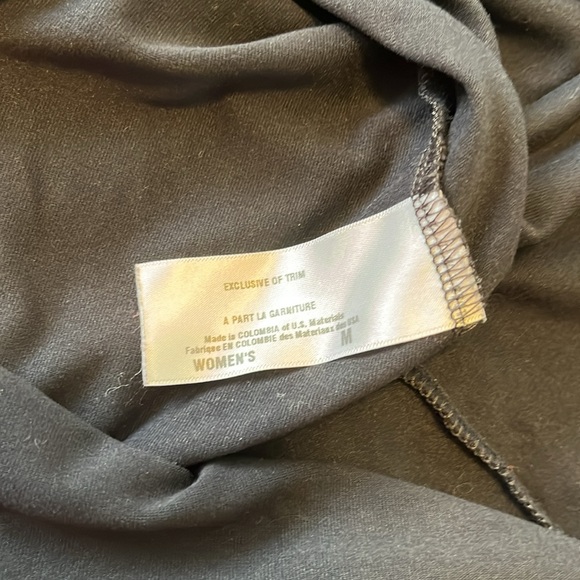 EXCLUSIVE OF TRIM
A PART LA GARNITURE
Made in COLOMBIA of U.S. Materials
Fabrique EN COLOMBIE des Materiaux des USA
WOMEN'S M